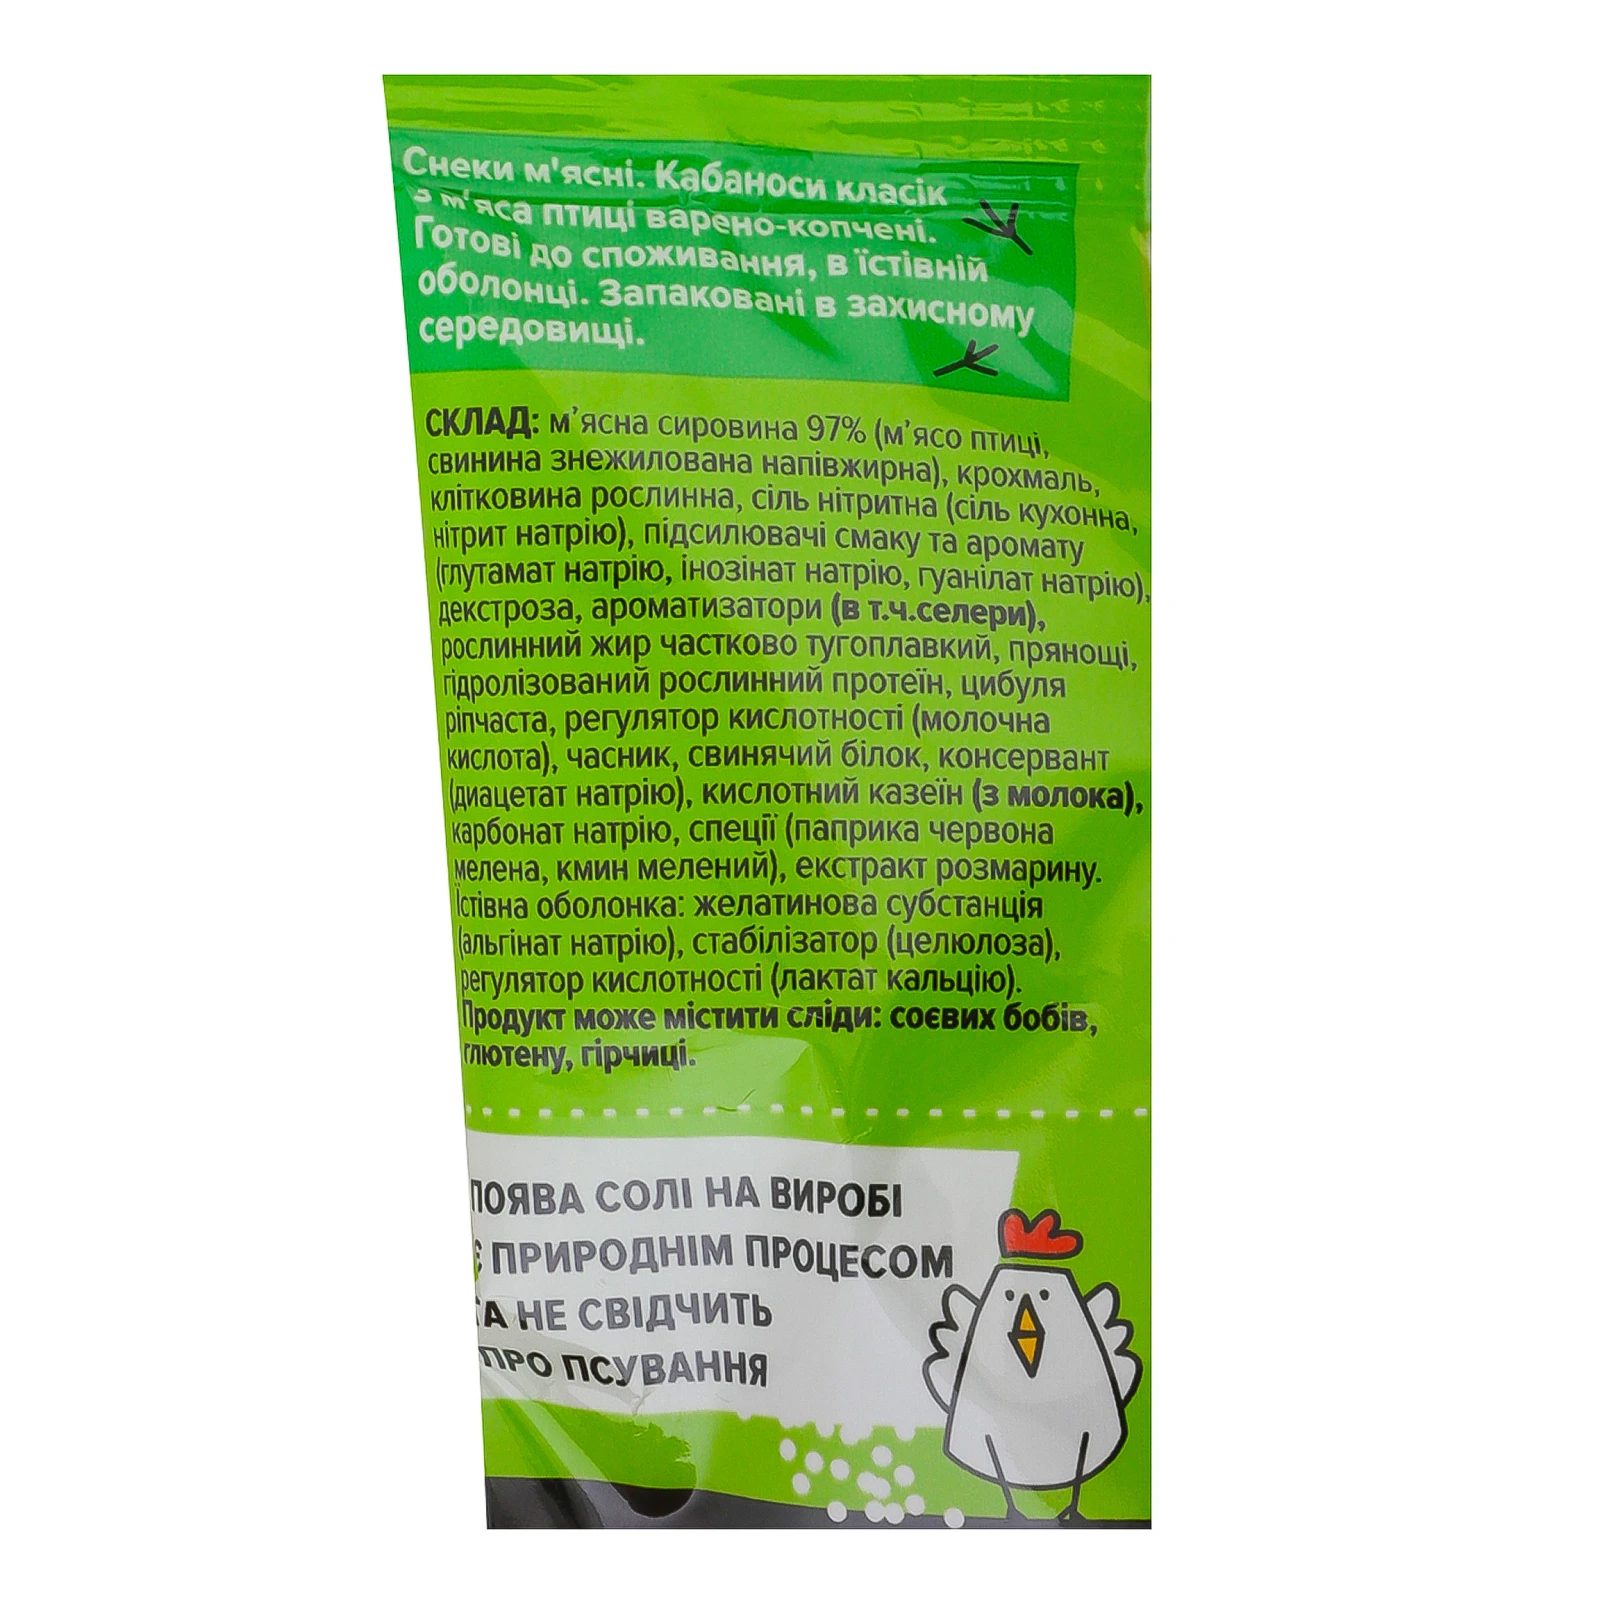 Снеки м'ясні. Кабаноси класік
з м'яса птиці варено-копчені.
Готові до споживання, в їстівній
оболонці. Запаковані в захисному
середовищі.
СКЛАД: м'ясна сировина 97% (м'ясо птиці,
свинина знежилована напівжирна), крохмаль,
клітковина рослинна, сіль нітритна (сіль кухонна,
нітрит натрію), підсилювачі смаку та аромату
(глутамат натрію, інозінат натрію, гуанілат натрію),
декстроза, ароматизатори (в т.ч.селери),
рослинний жир частково тугоплавкий, прянощі,
гідролізований рослинний протеїн, цибуля
ріпчаста, регулятор кислотності (молочна
кислота), часник, свинячий білок, консервант
(диацетат натрію), кислотний казеїн (з молока),
карбонат натрію, спеції (паприка червона
мелена, кмин мелений), екстракт розмарину.
Їстівна оболонка: желатинова субстанція
(альгінат натрію), стабілізатор (целюлоза),
регулятор кислотності (лактат кальцію).
Продукт може містити сліди: соєвих бобів,
глютену, гірчиці.
ПОЯВА СОЛІ НА ВИРОБІ
Є ПРИРОДНІМ ПРОЦЕСОМ
ТА НЕ СВІДЧИТЬ
ПРО ПСУВАННЯ